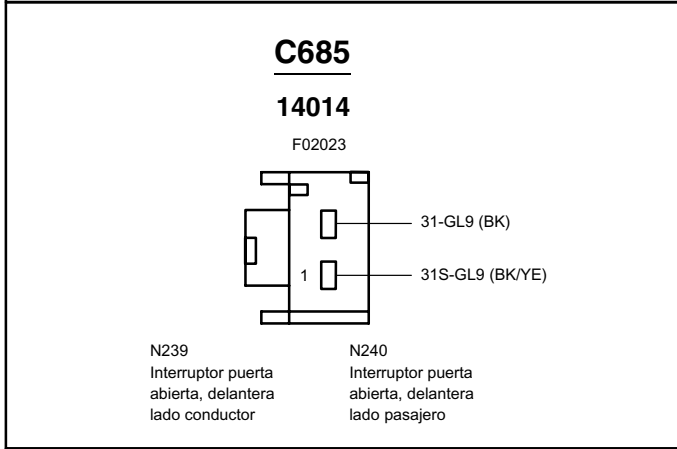 C685
14014
F02023
31-GL9 (BK)
1
31S-GL9 (BK/YE)
N239
Interruptor puerta
abierta, delantera
lado conductor
N240
Interruptor puerta
abierta, delantera
lado pasajero